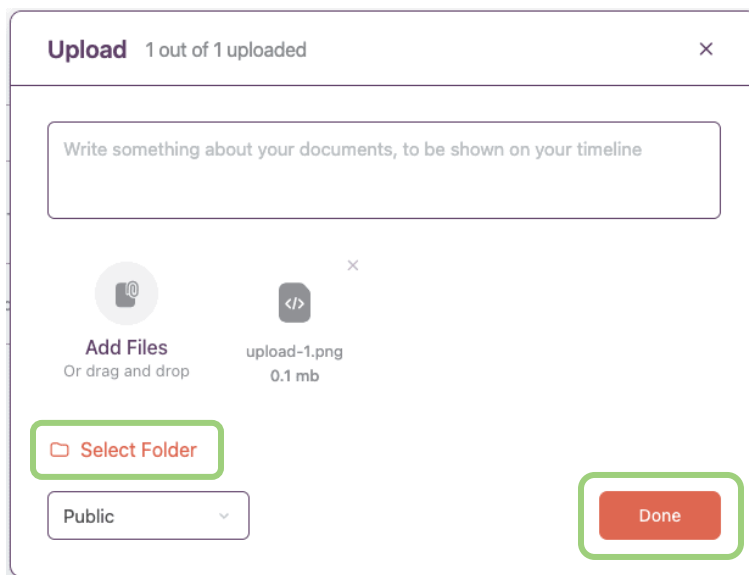 Upload 1 out of 1 uploaded
Write something about your documents, to be shown on your timeline
Add Files
Or drag and drop
upload-1.png
0.1 mb
Select Folder
Public
Done